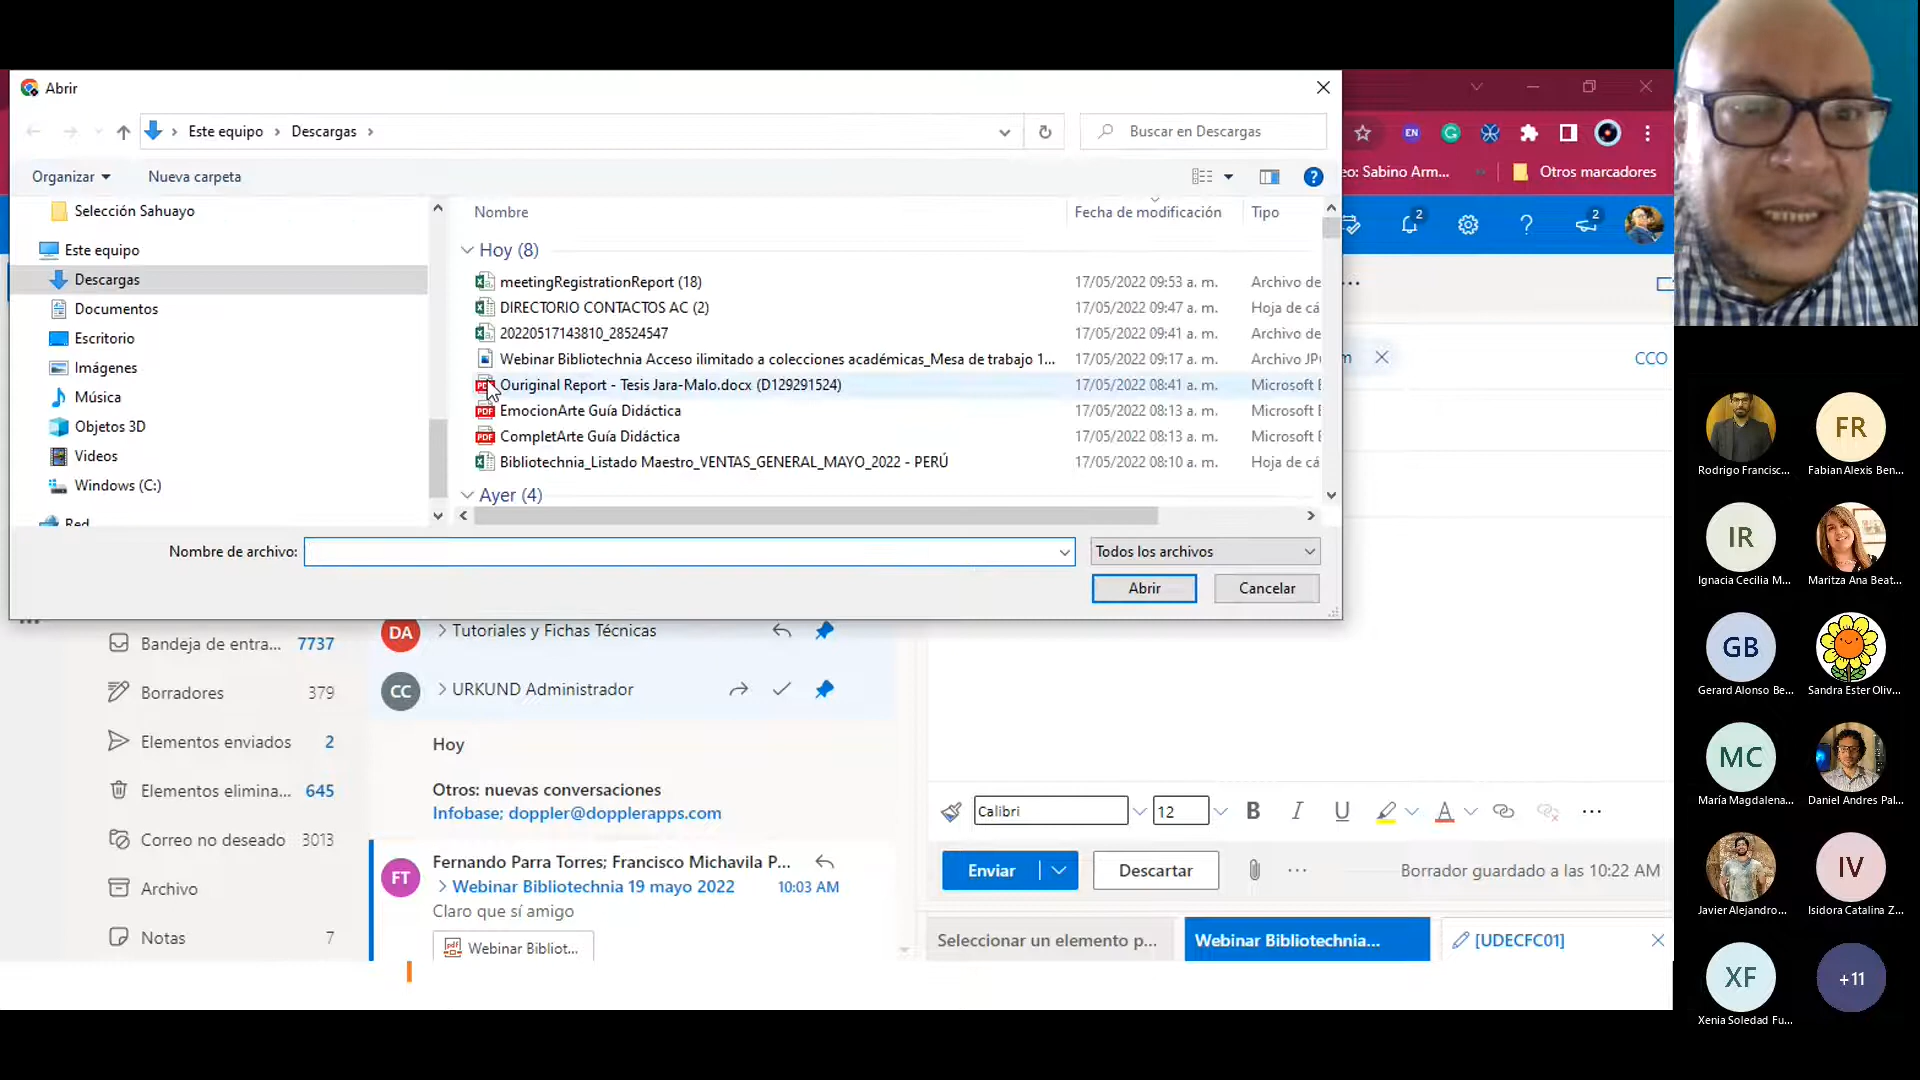 Abrir
Este equipo > Descargas >
Buscar en Descargas
EN
eo: Sabino Arm...
Otros marcadores
Organizar
Nueva carpeta
2
2
Selección Sahuayo
Este equipo
Descargas
Documentos
Escritorio
Imágenes
Música
Objetos 3D
Videos
Windows (C:)
Red
Nombre
Fecha de modificación
Tipo
Hoy (8)
meetingRegistrationReport (18) 17/05/2022 09:53 a. m. Archivo de
DIRECTORIO CONTACTOS AC (2) 17/05/2022 09:47 a. m. Hoja de cá
20220517143810_28524547 17/05/2022 09:41 a. m. Archivo de
Webinar Bibliotechnia Acceso ilimitado a colecciones académicas_Mesa de trabajo 1... 17/05/2022 09:17 a. m. Archivo JP
Ouriginal Report - Tesis Jara-Malo.docx (D129291524) 17/05/2022 08:41 a. m. Microsoft E
EmocionArte Guía Didáctica 17/05/2022 08:13 a. m. Microsoft E
CompletArte Guía Didáctica 17/05/2022 08:13 a. m. Microsoft E
Bibliotechnia_Listado Maestro_VENTAS_GENERAL_MAYO_2022 - PERÚ 17/05/2022 08:10 a. m. Hoja de cá
Ayer (4)
Nombre de archivo:
Todos los archivos
Abrir
Cancelar
m
CCO
Bandeja de entra... 7737
Borradores 379
Elementos enviados 2
Elementos elimina... 645
Correo no deseado 3013
Archivo
Notas 7
DA
Tutoriales y Fichas Técnicas
CC
URKUND Administrador
Hoy
Otros: nuevas conversaciones
Infobase; doppler@dopplerapps.com
FT
Fernando Parra Torres; Francisco Michavila P...
Webinar Bibliotechnia 19 mayo 2022 10:03 AM
Claro que sí amigo
Webinar Bibliot...
Calibri
12
B I U A
Enviar
Descartar
Borrador guardado a las 10:22 AM
Seleccionar un elemento p...
Webinar Bibliotechnia...
[UDECFC01]
FR
Rodrigo Francisc...
Fabian Alexis Ben...
IR
Ignacia Cecilia M...
Maritza Ana Beat...
GB
Gerard Alonso Be...
Sandra Ester Oliv...
MC
María Magdalena...
Daniel Andres Pal...
IV
Javier Alejandro...
Isidora Catalina Z...
XF
+11
Xenia Soledad Fu...